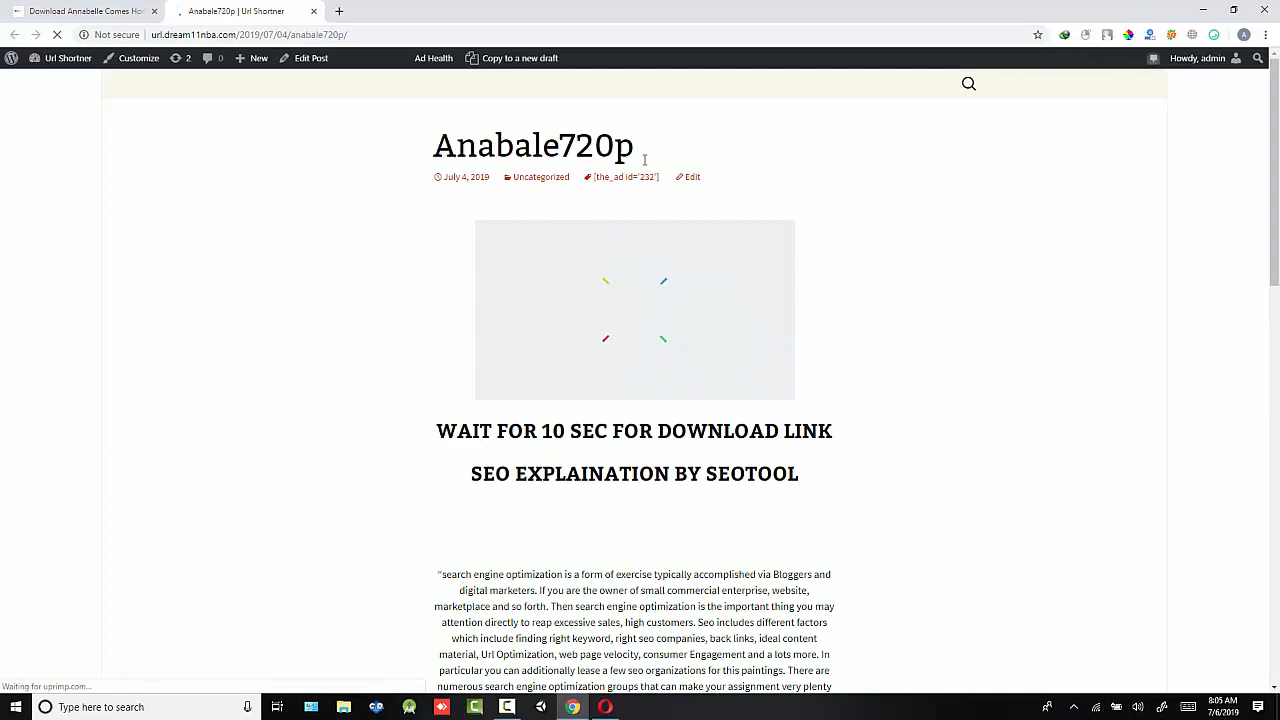 Download Annabelle Comes Hor
Anabale720p | Url Shortner
Not secure | url.dream11nba.com/2019/07/04/anabale720p/
Url Shortner Customize 2 0 New Edit Post Ad Health Copy to a new draft Howdy, admin
Anabale720p
July 4, 2019 Uncategorized [the_ad id='232'] Edit
WAIT FOR 10 SEC FOR DOWNLOAD LINK
SEO EXPLAINATION BY SEOTOOL
“search engine optimization is a form of exercise typically accomplished via Bloggers and
digital marketers. If you are the owner of small commercial enterprise, website,
marketplace and so forth. Then search engine optimization is the important thing you may
attention directly to reap excessive sales, high customers. Seo includes different factors
which include finding right keyword, right seo companies, back links, ideal content
material, Url Optimization, web page velocity, consumer Engagement and a lots more. In
particular you can additionally lease a few seo organizations for this paintings. There are
numerous search engine optimization groups that can make your assignment very plenty
Waiting for uprimp.com...
Type here to search
8:05 AM
7/6/2019